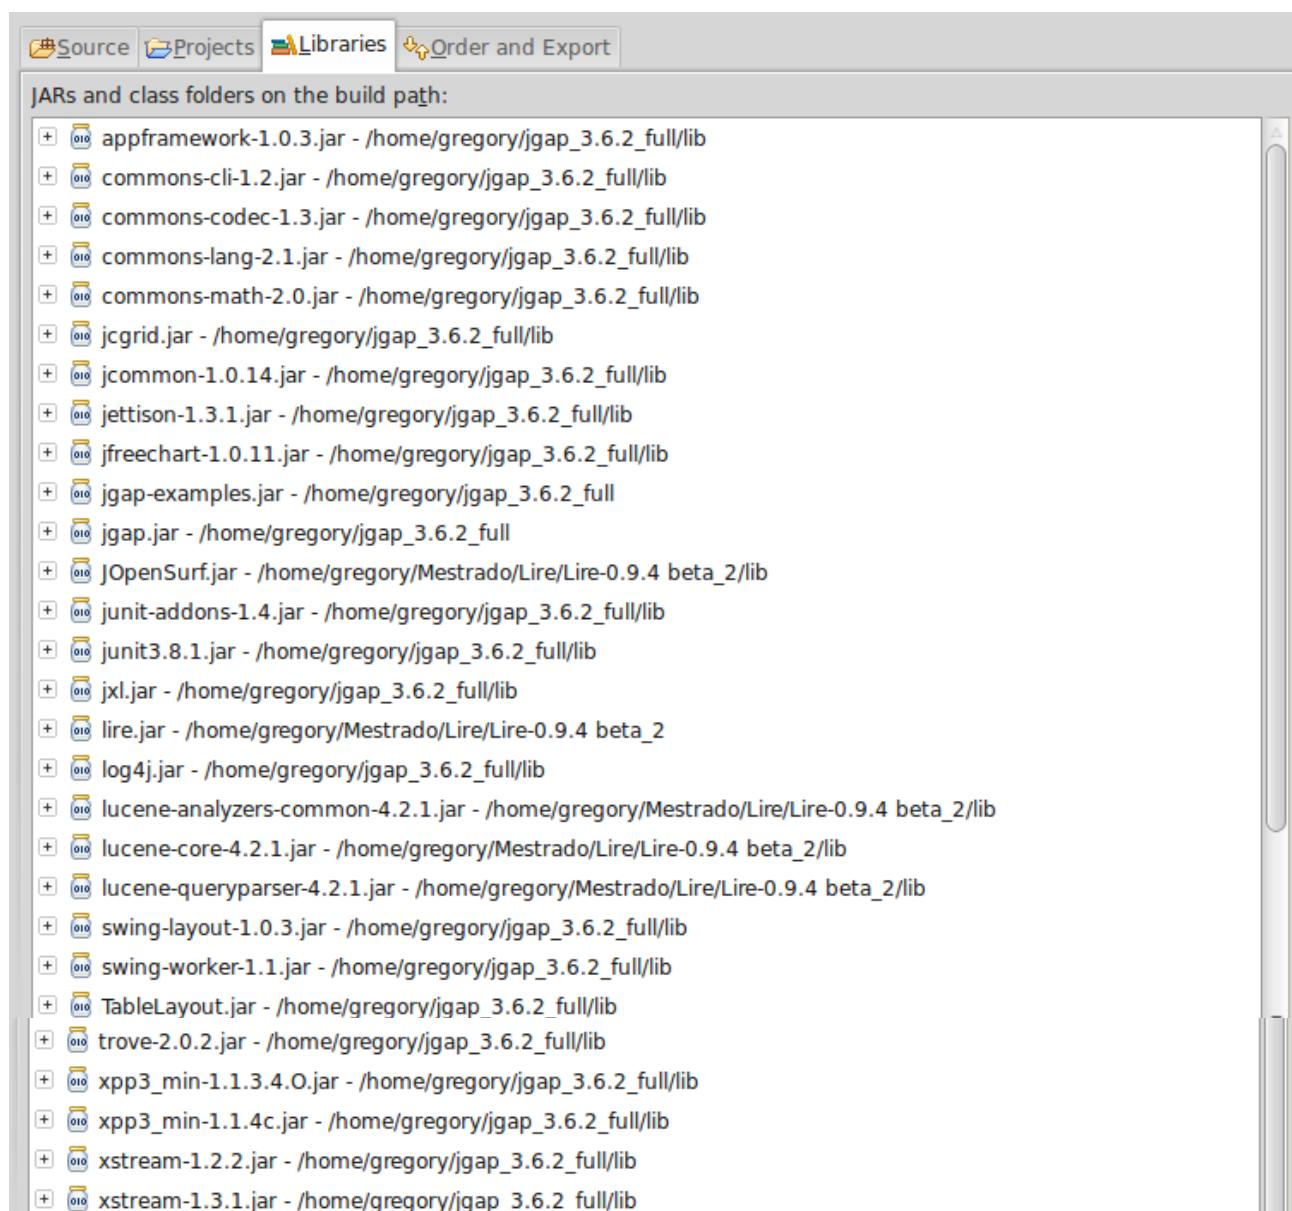 Source Projects Libraries Order and Export
JARs and class folders on the build path:
appframework-1.0.3.jar - /home/gregory/jgap_3.6.2_full/lib
commons-cli-1.2.jar - /home/gregory/jgap_3.6.2_full/lib
commons-codec-1.3.jar - /home/gregory/jgap_3.6.2_full/lib
commons-lang-2.1.jar - /home/gregory/jgap_3.6.2_full/lib
commons-math-2.0.jar - /home/gregory/jgap_3.6.2_full/lib
jcgrid.jar - /home/gregory/jgap_3.6.2_full/lib
jcommon-1.0.14.jar - /home/gregory/jgap_3.6.2_full/lib
jettison-1.3.1.jar - /home/gregory/jgap_3.6.2_full/lib
jfreechart-1.0.11.jar - /home/gregory/jgap_3.6.2_full/lib
jgap-examples.jar - /home/gregory/jgap_3.6.2_full
jgap.jar - /home/gregory/jgap_3.6.2_full
JOpenSurf.jar - /home/gregory/Mestrado/Lire/Lire-0.9.4 beta_2/lib
junit-addons-1.4.jar - /home/gregory/jgap_3.6.2_full/lib
junit3.8.1.jar - /home/gregory/jgap_3.6.2_full/lib
jxl.jar - /home/gregory/jgap_3.6.2_full/lib
lire.jar - /home/gregory/Mestrado/Lire/Lire-0.9.4 beta_2
log4j.jar - /home/gregory/jgap_3.6.2_full/lib
lucene-analyzers-common-4.2.1.jar - /home/gregory/Mestrado/Lire/Lire-0.9.4 beta_2/lib
lucene-core-4.2.1.jar - /home/gregory/Mestrado/Lire/Lire-0.9.4 beta_2/lib
lucene-queryparser-4.2.1.jar - /home/gregory/Mestrado/Lire/Lire-0.9.4 beta_2/lib
swing-layout-1.0.3.jar - /home/gregory/jgap_3.6.2_full/lib
swing-worker-1.1.jar - /home/gregory/jgap_3.6.2_full/lib
TableLayout.jar - /home/gregory/jgap_3.6.2_full/lib
trove-2.0.2.jar - /home/gregory/jgap_3.6.2_full/lib
xpp3_min-1.1.3.4.O.jar - /home/gregory/jgap_3.6.2_full/lib
xpp3_min-1.1.4c.jar - /home/gregory/jgap_3.6.2_full/lib
xstream-1.2.2.jar - /home/gregory/jgap_3.6.2_full/lib
xstream-1.3.1.jar - /home/gregory/jgap_3.6.2_full/lib